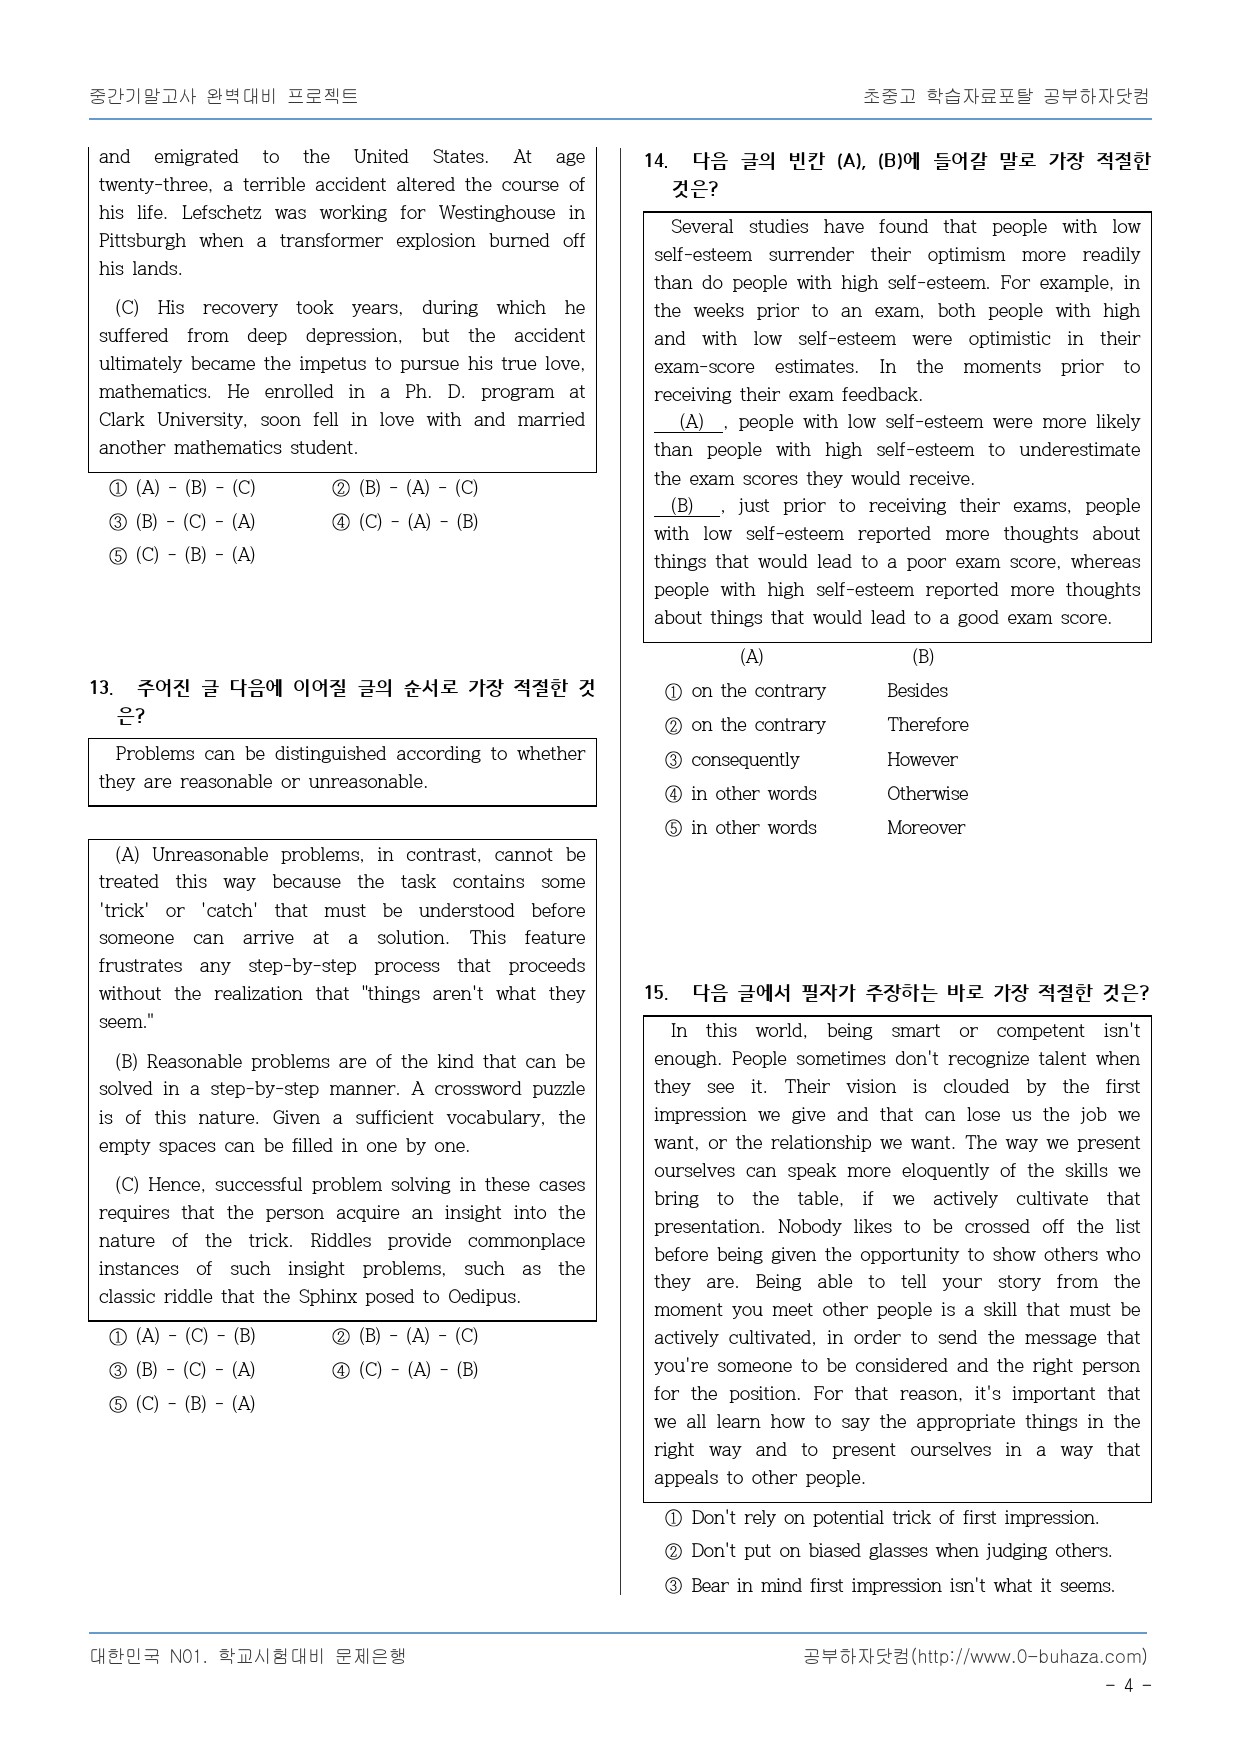 중간기말고사 완벽대비 프로젝트
초중고 학습자료포탈 공부하자닷컴
and emigrated to the United States. At age
twenty-three, a terrible accident altered the course of
his life. Lefschetz was working for Westinghouse in
Pittsburgh when a transformer explosion burned off
his lands.
(C) His recovery took years, during which he
suffered from deep depression, but the accident
ultimately became the impetus to pursue his true love,
mathematics. He enrolled in a Ph. D. program at
Clark University, soon fell in love with and married
another mathematics student.
① (A) - (B) - (C) ② (B) - (A) - (C)
③ (B) - (C) - (A) ④ (C) - (A) - (B)
⑤ (C) - (B) - (A)
13. 주어진 글 다음에 이어질 글의 순서로 가장 적절한 것
은?
Problems can be distinguished according to whether
they are reasonable or unreasonable.
(A) Unreasonable problems, in contrast, cannot be
treated this way because the task contains some
'trick' or 'catch' that must be understood before
someone can arrive at a solution. This feature
frustrates any step-by-step process that proceeds
without the realization that "things aren't what they
seem."
(B) Reasonable problems are of the kind that can be
solved in a step-by-step manner. A crossword puzzle
is of this nature. Given a sufficient vocabulary, the
empty spaces can be filled in one by one.
(C) Hence, successful problem solving in these cases
requires that the person acquire an insight into the
nature of the trick. Riddles provide commonplace
instances of such insight problems, such as the
classic riddle that the Sphinx posed to Oedipus.
① (A) - (C) - (B) ② (B) - (A) - (C)
③ (B) - (C) - (A) ④ (C) - (A) - (B)
⑤ (C) - (B) - (A)
14. 다음 글의 빈칸 (A), (B)에 들어갈 말로 가장 적절한
것은?
Several studies have found that people with low
self-esteem surrender their optimism more readily
than do people with high self-esteem. For example, in
the weeks prior to an exam, both people with high
and with low self-esteem were optimistic in their
exam-score estimates. In the moments prior to
receiving their exam feedback.
(A) , people with low self-esteem were more likely
than people with high self-esteem to underestimate
the exam scores they would receive.
(B) , just prior to receiving their exams, people
with low self-esteem reported more thoughts about
things that would lead to a poor exam score, whereas
people with high self-esteem reported more thoughts
about things that would lead to a good exam score.
(A) (B)
① on the contrary Besides
② on the contrary Therefore
③ consequently However
④ in other words Otherwise
⑤ in other words Moreover
15. 다음 글에서 필자가 주장하는 바로 가장 적절한 것은?
In this world, being smart or competent isn't
enough. People sometimes don't recognize talent when
they see it. Their vision is clouded by the first
impression we give and that can lose us the job we
want, or the relationship we want. The way we present
ourselves can speak more eloquently of the skills we
bring to the table, if we actively cultivate that
presentation. Nobody likes to be crossed off the list
before being given the opportunity to show others who
they are. Being able to tell your story from the
moment you meet other people is a skill that must be
actively cultivated, in order to send the message that
you're someone to be considered and the right person
for the position. For that reason, it's important that
we all learn how to say the appropriate things in the
right way and to present ourselves in a way that
appeals to other people.
① Don't rely on potential trick of first impression.
② Don't put on biased glasses when judging others.
③ Bear in mind first impression isn't what it seems.
대한민국 N01. 학교시험대비 문제은행
공부하자닷컴(http://www.0-buhaza.com)
- 4 -